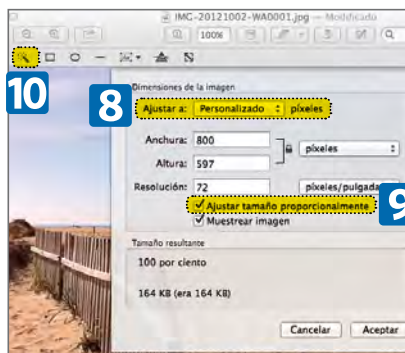 IMG-20121002-WA0001.jpg — Modificado
100%
10
Dimensiones de la imagen
8
Ajustar a: Personalizado píxeles
Anchura: 800
píxeles
Altura: 597
Resolución: 72 píxeles/pulgada
Ajustar tamaño proporcionalmente
9
Muestrear imagen
Tamaño resultante
100 por ciento
164 KB (era 164 KB)
Cancelar Aceptar